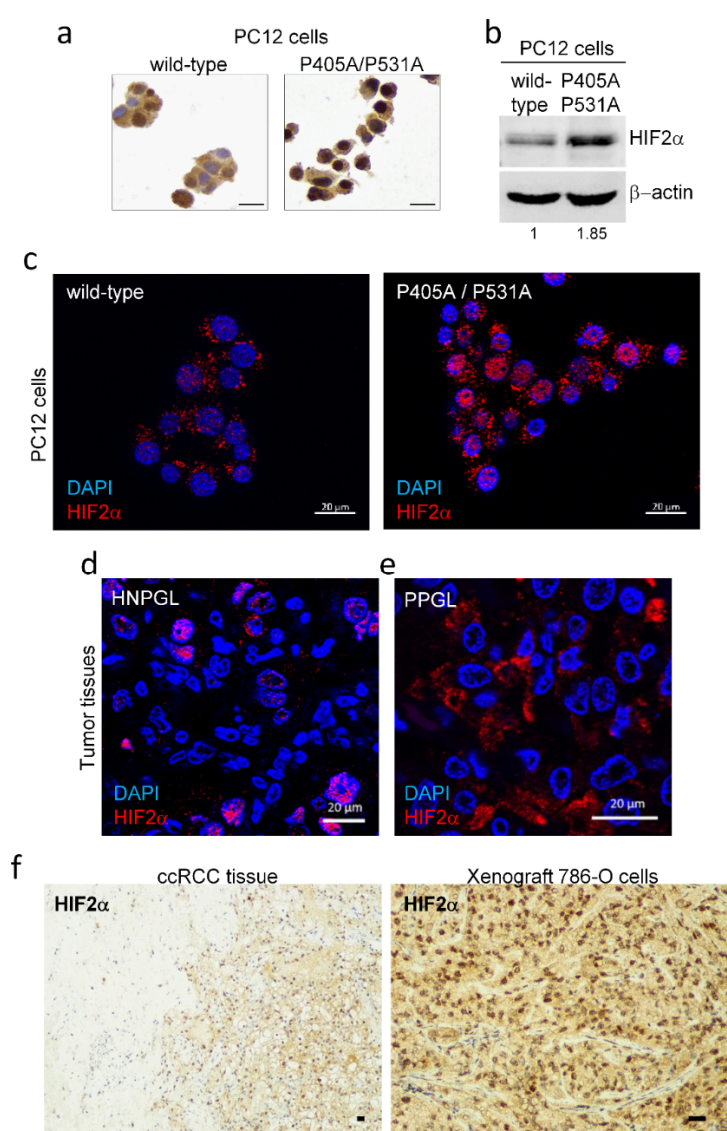 a
PC12 cells
wild-type
P405A/P531A
b
PC12 cells
wild-
type
P405A
P531A
HIF2α
β–actin
1
1.85
c
PC12 cells
wild-type
DAPI
HIF2α
20 µm
P405A / P531A
DAPI
HIF2α
20 µm
Tumor tissues
d
HNPGL
DAPI
HIF2α
20 µm
e
PPGL
DAPI
HIF2α
20 µm
f
ccRCC tissue
HIF2α
Xenograft 786-O cells
HIF2α